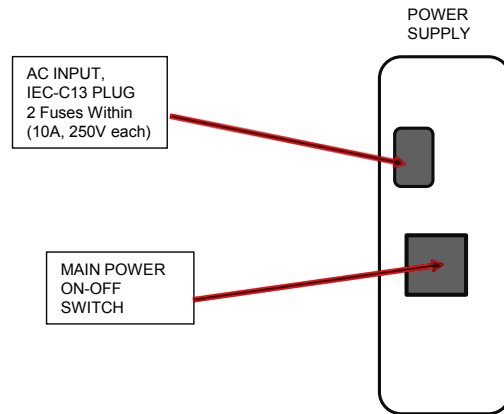 POWER
SUPPLY
AC INPUT,
IEC-C13 PLUG
2 Fuses Within
(10A, 250V each)
MAIN POWER
ON-OFF
SWITCH